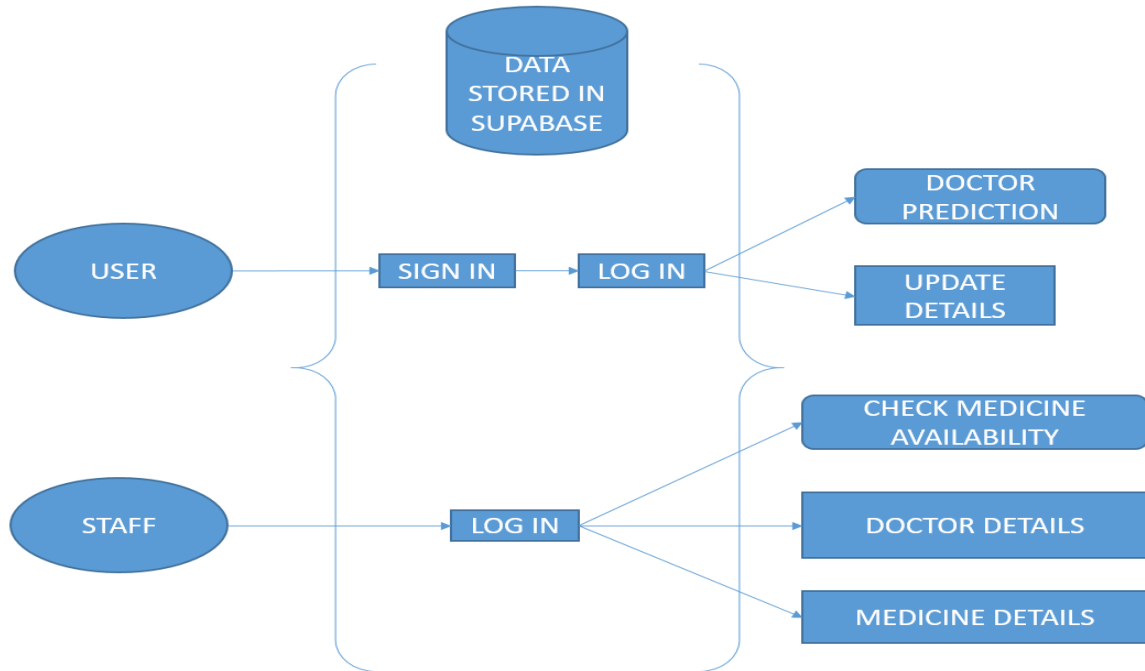 DATA
STORED IN
SUPABASE
DOCTOR
PREDICTION
USER
SIGN IN
LOG IN
UPDATE
DETAILS
CHECK MEDICINE
AVAILABILITY
STAFF
LOG IN
DOCTOR DETAILS
MEDICINE DETAILS